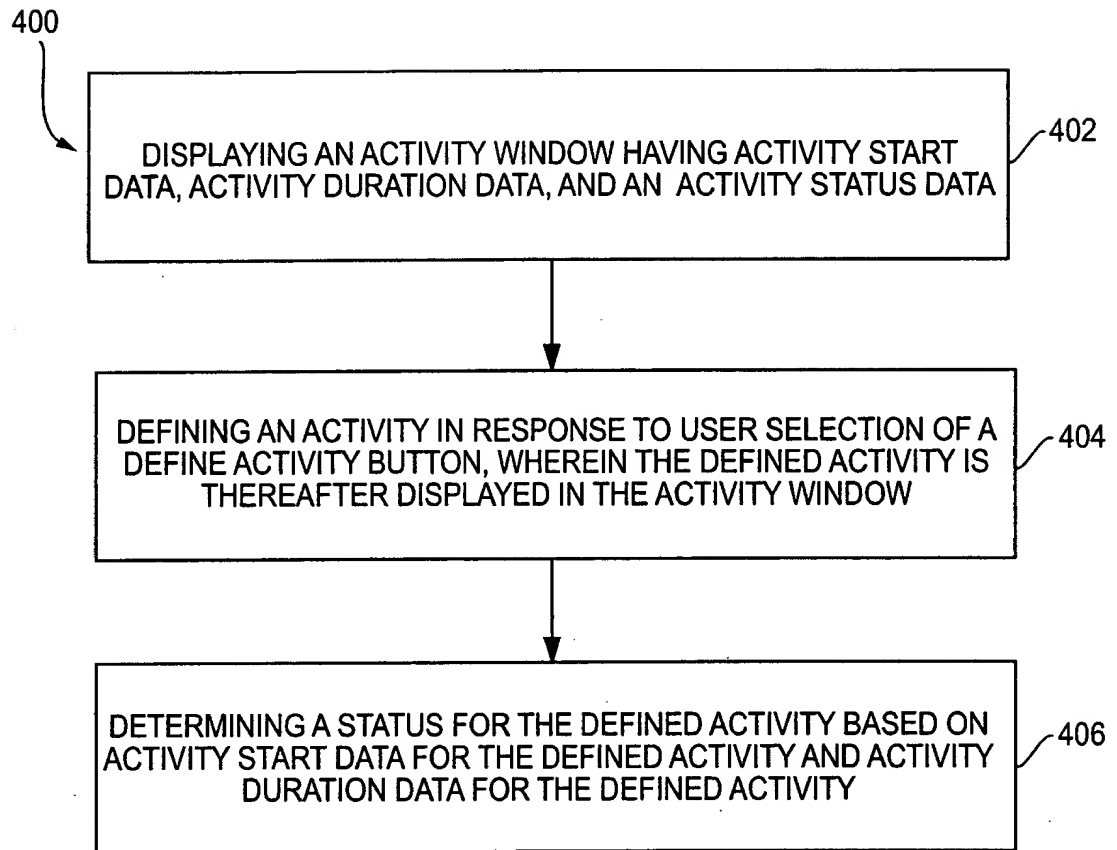 400
402
DISPLAYING AN ACTIVITY WINDOW HAVING ACTIVITY START
DATA, ACTIVITY DURATION DATA, AND AN ACTIVITY STATUS DATA
404
DEFINING AN ACTIVITY IN RESPONSE TO USER SELECTION OF A
DEFINE ACTIVITY BUTTON, WHEREIN THE DEFINED ACTIVITY IS
THEREAFTER DISPLAYED IN THE ACTIVITY WINDOW
406
DETERMINING A STATUS FOR THE DEFINED ACTIVITY BASED ON
ACTIVITY START DATA FOR THE DEFINED ACTIVITY AND ACTIVITY
DURATION DATA FOR THE DEFINED ACTIVITY